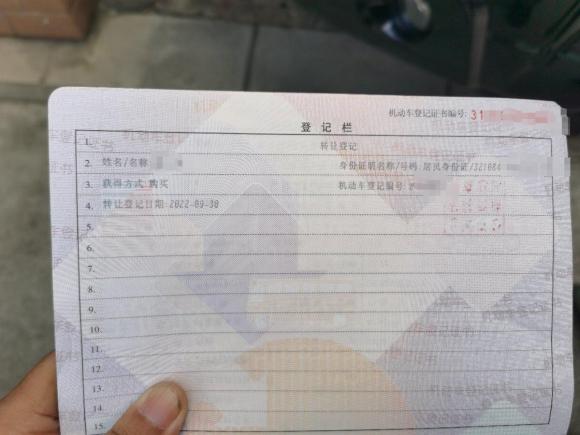 机动车登记证书编号: 31
登记栏
1. 转让登记
2. 姓名/名称 身份证明名称/号码 居民身份证/321084
3. 获得方式 购买 机动车登记编号
4. 转让登记日期 2022-09-30
5.
6.
7.
8.
9.
10.
11.
12.
13.
14.
15.